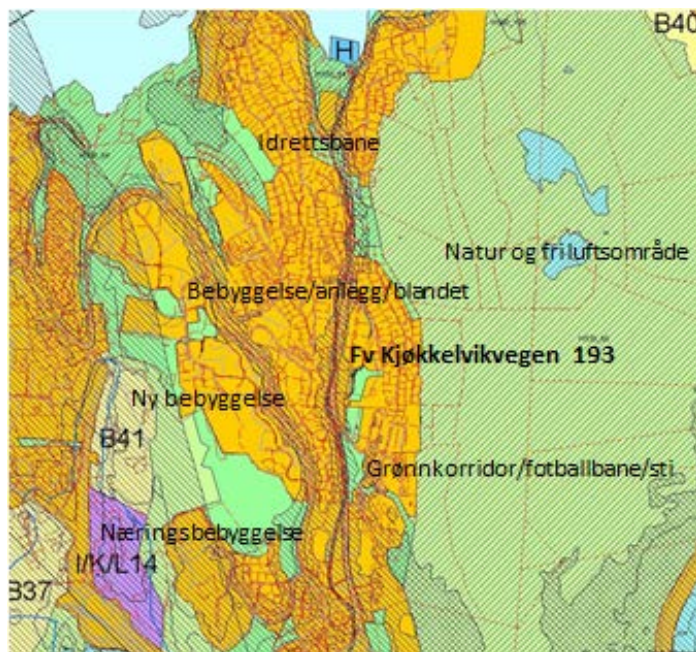 B40
H
Idrettsbane
Natur og friluftsområde
Bebyggelse/anlegg/blandet
Fv Kjøkkelvikvegen 193
Ny bebyggelse
B41
Grønnkorridor/fotballbane/sti
Næringsbebyggelse
I/K/L14
B37